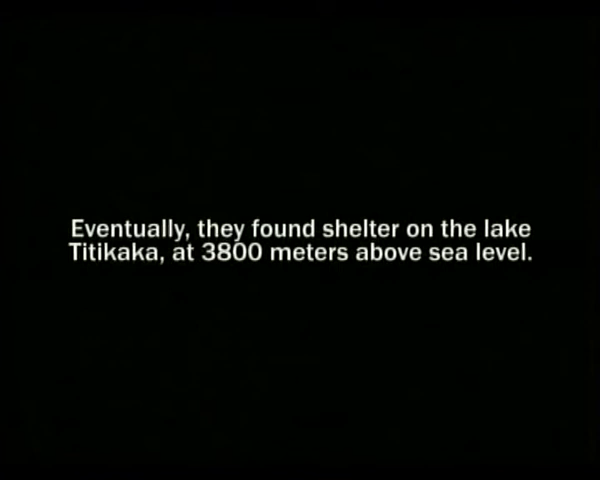 Eventually, they found shelter on the lake
Titikaka, at 3800 meters above sea level.